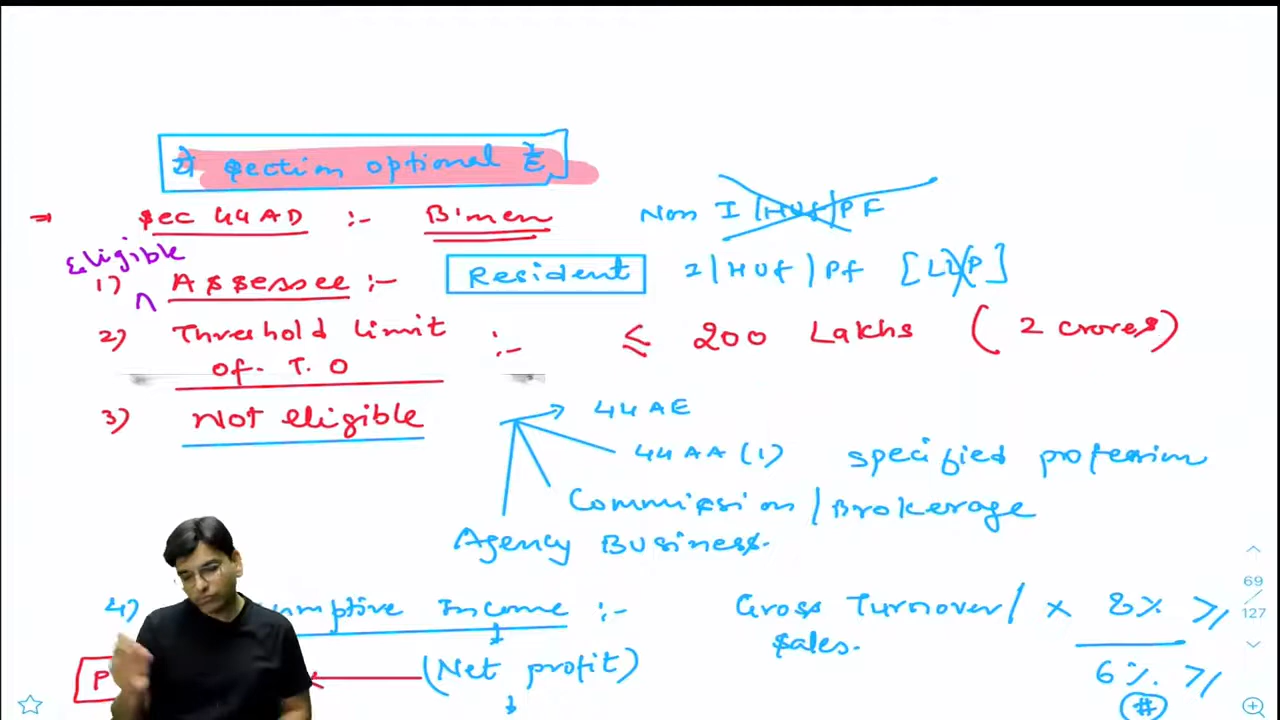 2) section optional
→ Sec 44AD :- B'men
Non I | HUF | PF
Eligible
1) Assessee :- Resident I | HUF | Pf [LLP]
2) Threshold limit of. T. O :- ≤ 200 Lakhs (2 crores)
3) Not eligible
44AE
44AA (1) specified profession
Commission / Brokerage
Agency Business.
4) umptive Income :- Gross Turnover / Sales. × 8% ≥
(Net profit)
P
6% ≥
#
69
127